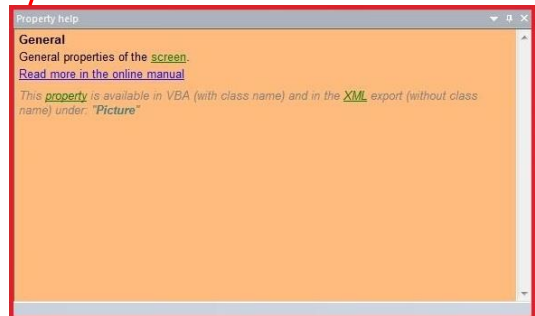 Property help
General
General properties of the screen.
Read more in the online manual
This property is available in VBA (with class name) and in the XML export (without class
name) under: "Picture"